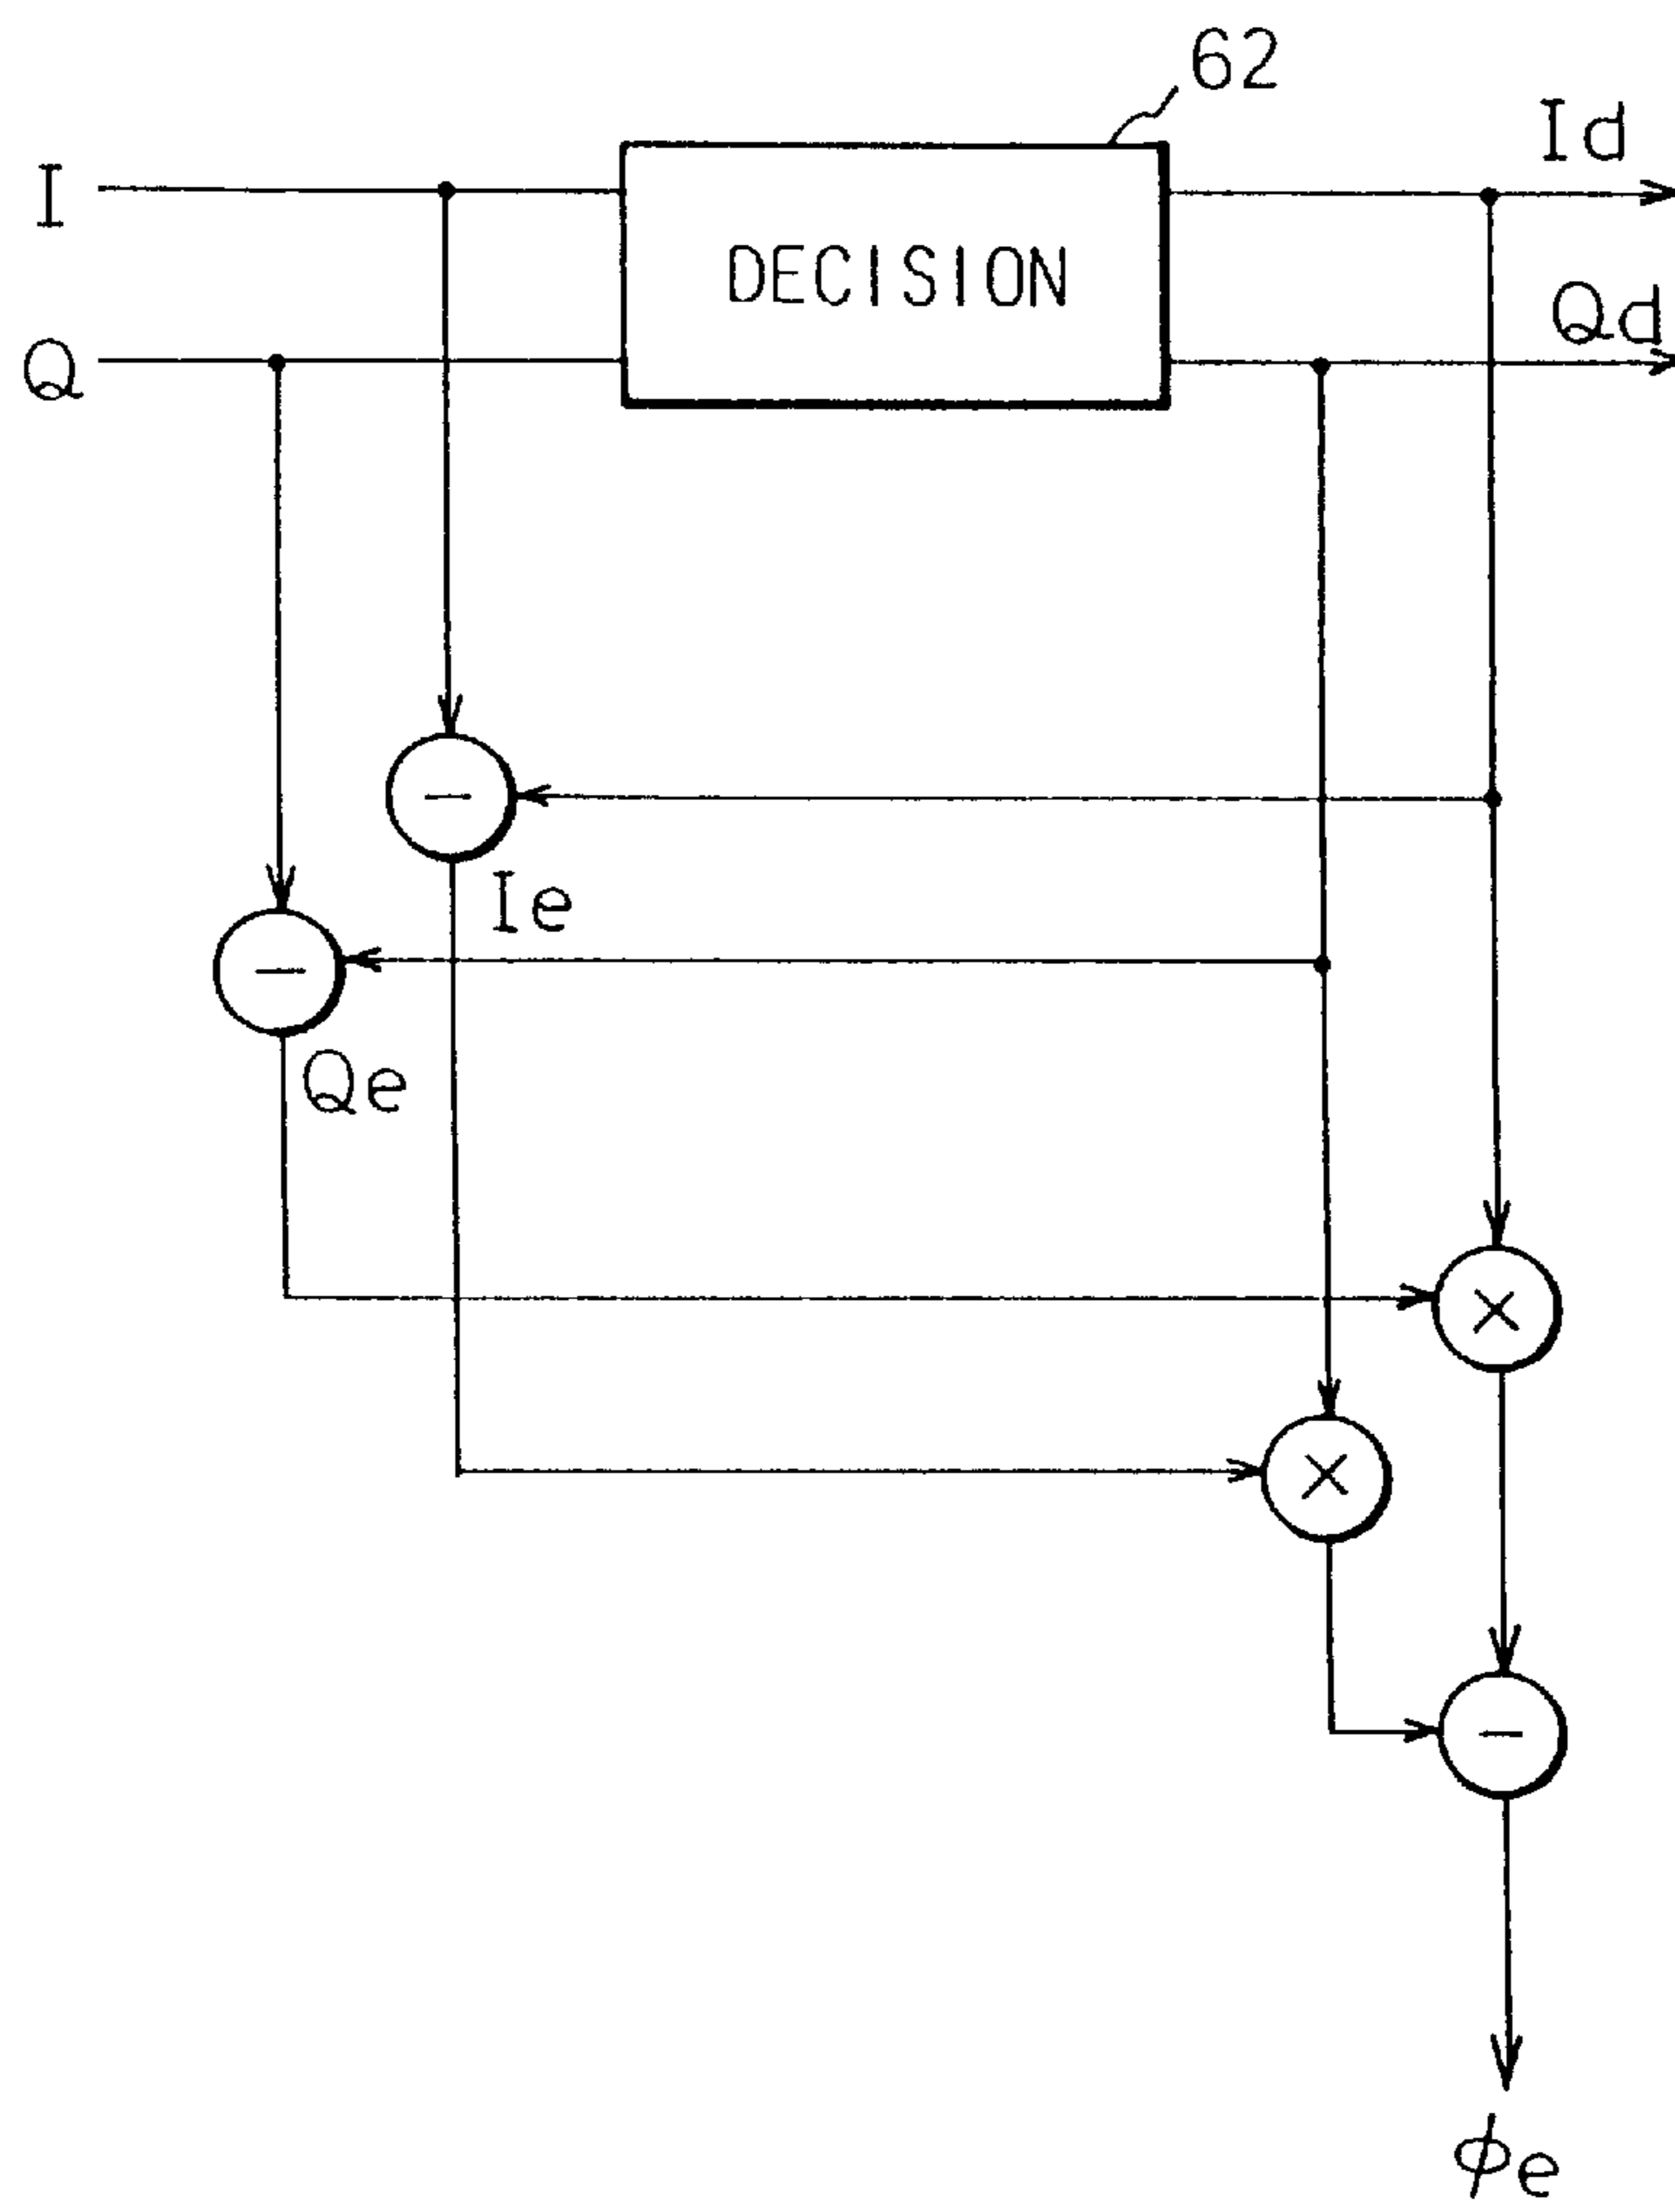 62
I
Id
DECISION
Q
Qd
−
Ie
−
Qe
×
×
−
ϕe